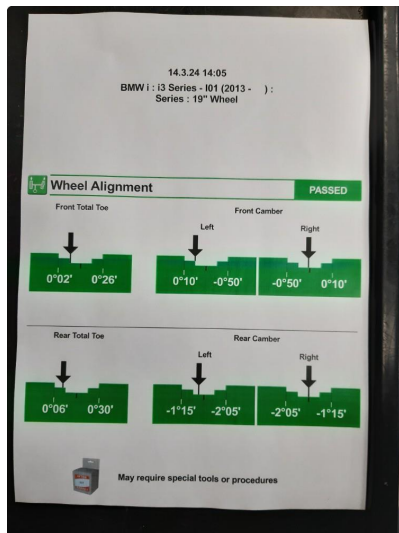 14.3.24 14:05
BMW i : i3 Series - I01 (2013 - ) :
Series : 19" Wheel
Wheel Alignment PASSED
Front Total Toe Front Camber
Left Right
0°02' 0°26' 0°10' -0°50' -0°50' 0°10'
Rear Total Toe Rear Camber
Left Right
0°06' 0°30' -1°15' -2°05' -2°05' -1°15'
May require special tools or procedures